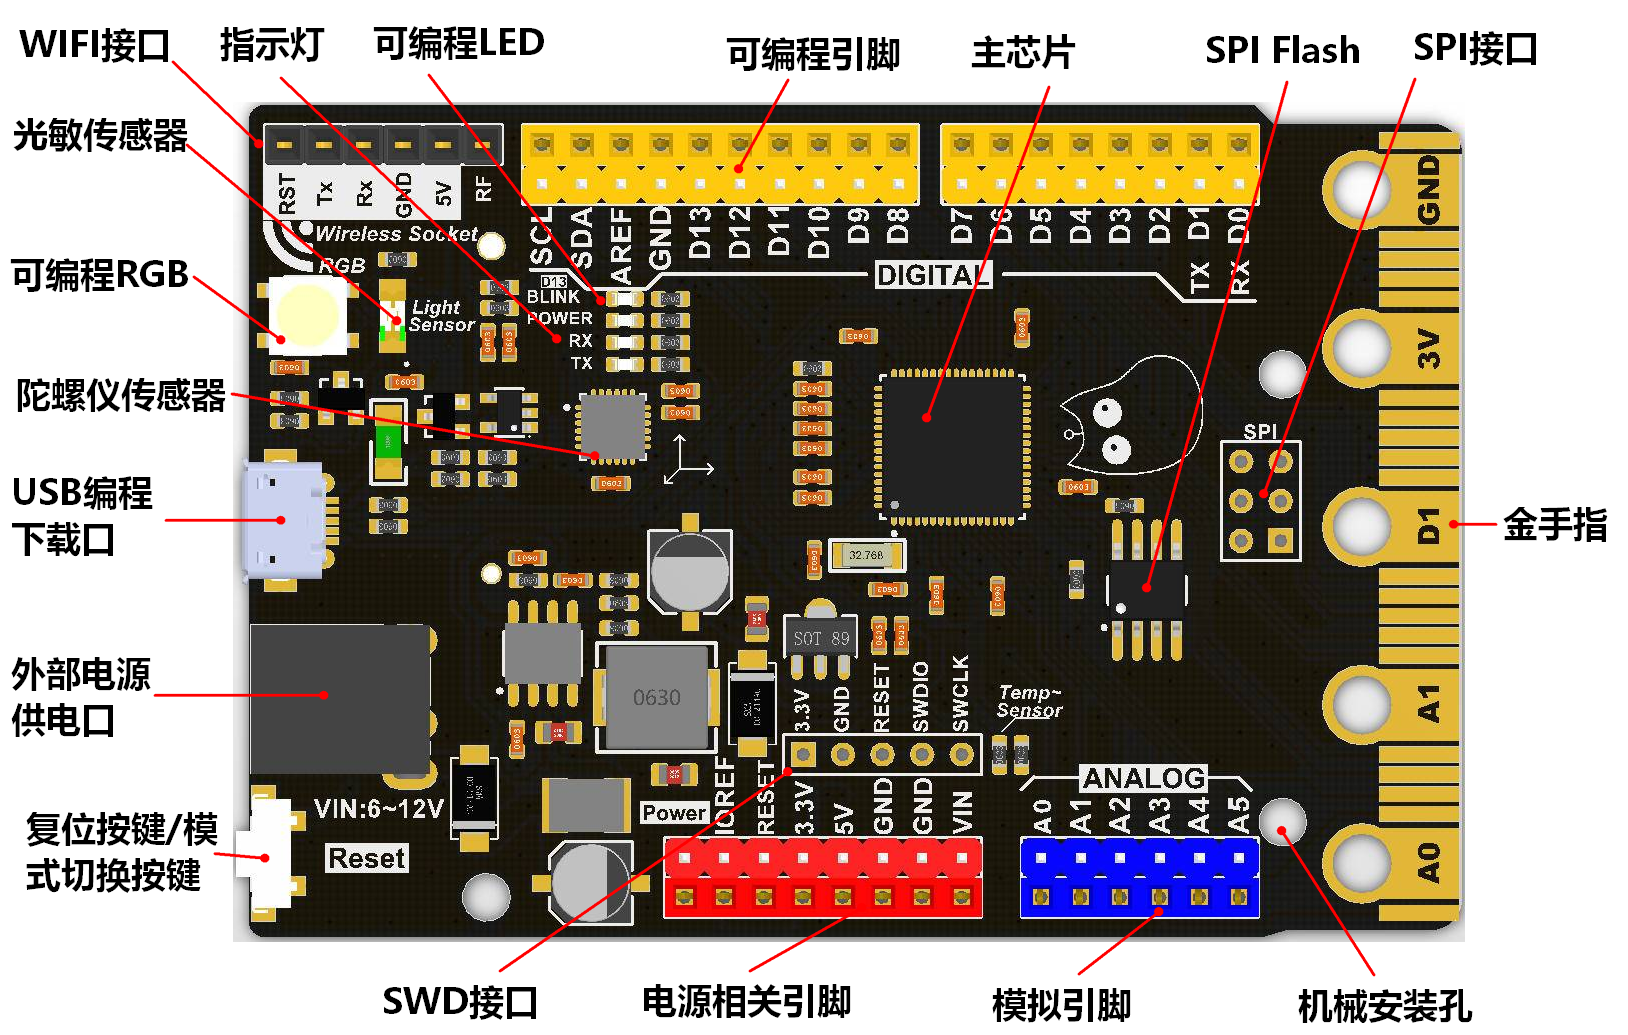 WIFI接口
指示灯
可编程LED
可编程引脚
主芯片
SPI Flash
SPI接口
光敏传感器
RST
Tx
Rx
GND
5V
RF
Wireless Socket
RGB
可编程RGB
Light
Sensor
SCL
SDA
AREF
GND
D13
D12
D11
D10
D9
D8
D7
D6
D5
D4
D3
D2
D1
D0
TX
RX
DIGITAL
D13
BLINK
POWER
RX
TX
GND
3V
D1
A1
A0
陀螺仪传感器
SPI
USB编程
下载口
金手指
32.768
SOT 89
0630
外部电源
供电口
3.3V
GND
RESET
SWDIO
SWCLK
Temp~
Sensor
VIN:6~12V
Reset
Power
IOREF
RESET
3.3V
5V
GND
GND
VIN
ANALOG
A0
A1
A2
A3
A4
A5
复位按键/模
式切换按键
SWD接口
电源相关引脚
模拟引脚
机械安装孔